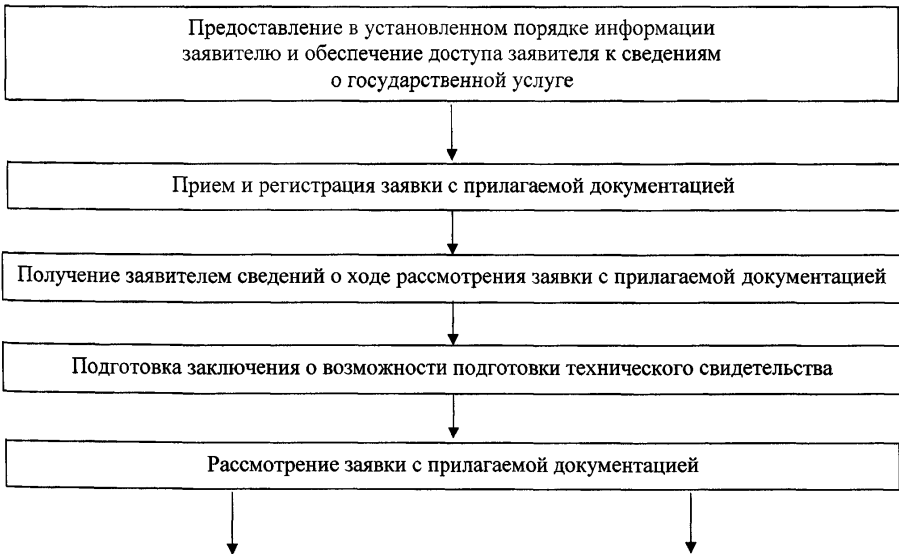 Предоставление в установленном порядке информации
заявителю и обеспечение доступа заявителя к сведениям
о государственной услуге
Прием и регистрация заявки с прилагаемой документацией
Получение заявителем сведений о ходе рассмотрения заявки с прилагаемой документацией
Подготовка заключения о возможности подготовки технического свидетельства
Рассмотрение заявки с прилагаемой документацией